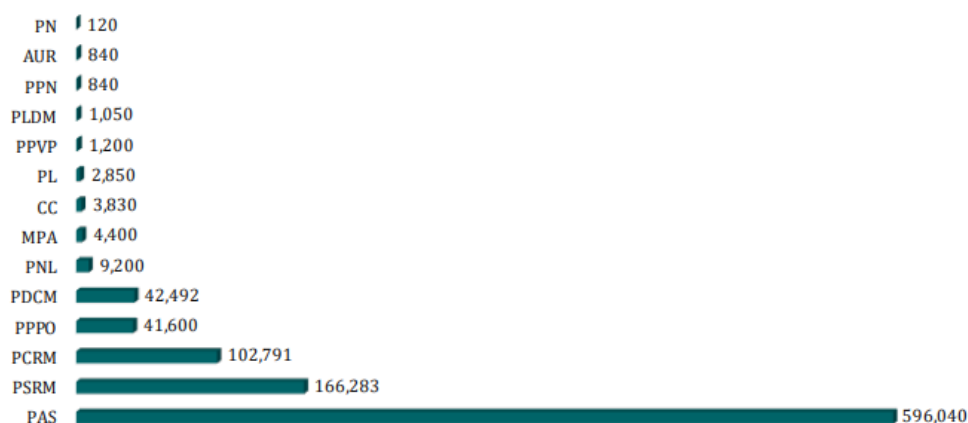 PN 120
AUR 840
PPN 840
PLDM 1,050
PPVP 1,200
PL 2,850
CC 3,830
MPA 4,400
PNL 9,200
PDCM 42,492
PPPO 41,600
PCRM 102,791
PSRM 166,283
PAS 596,040